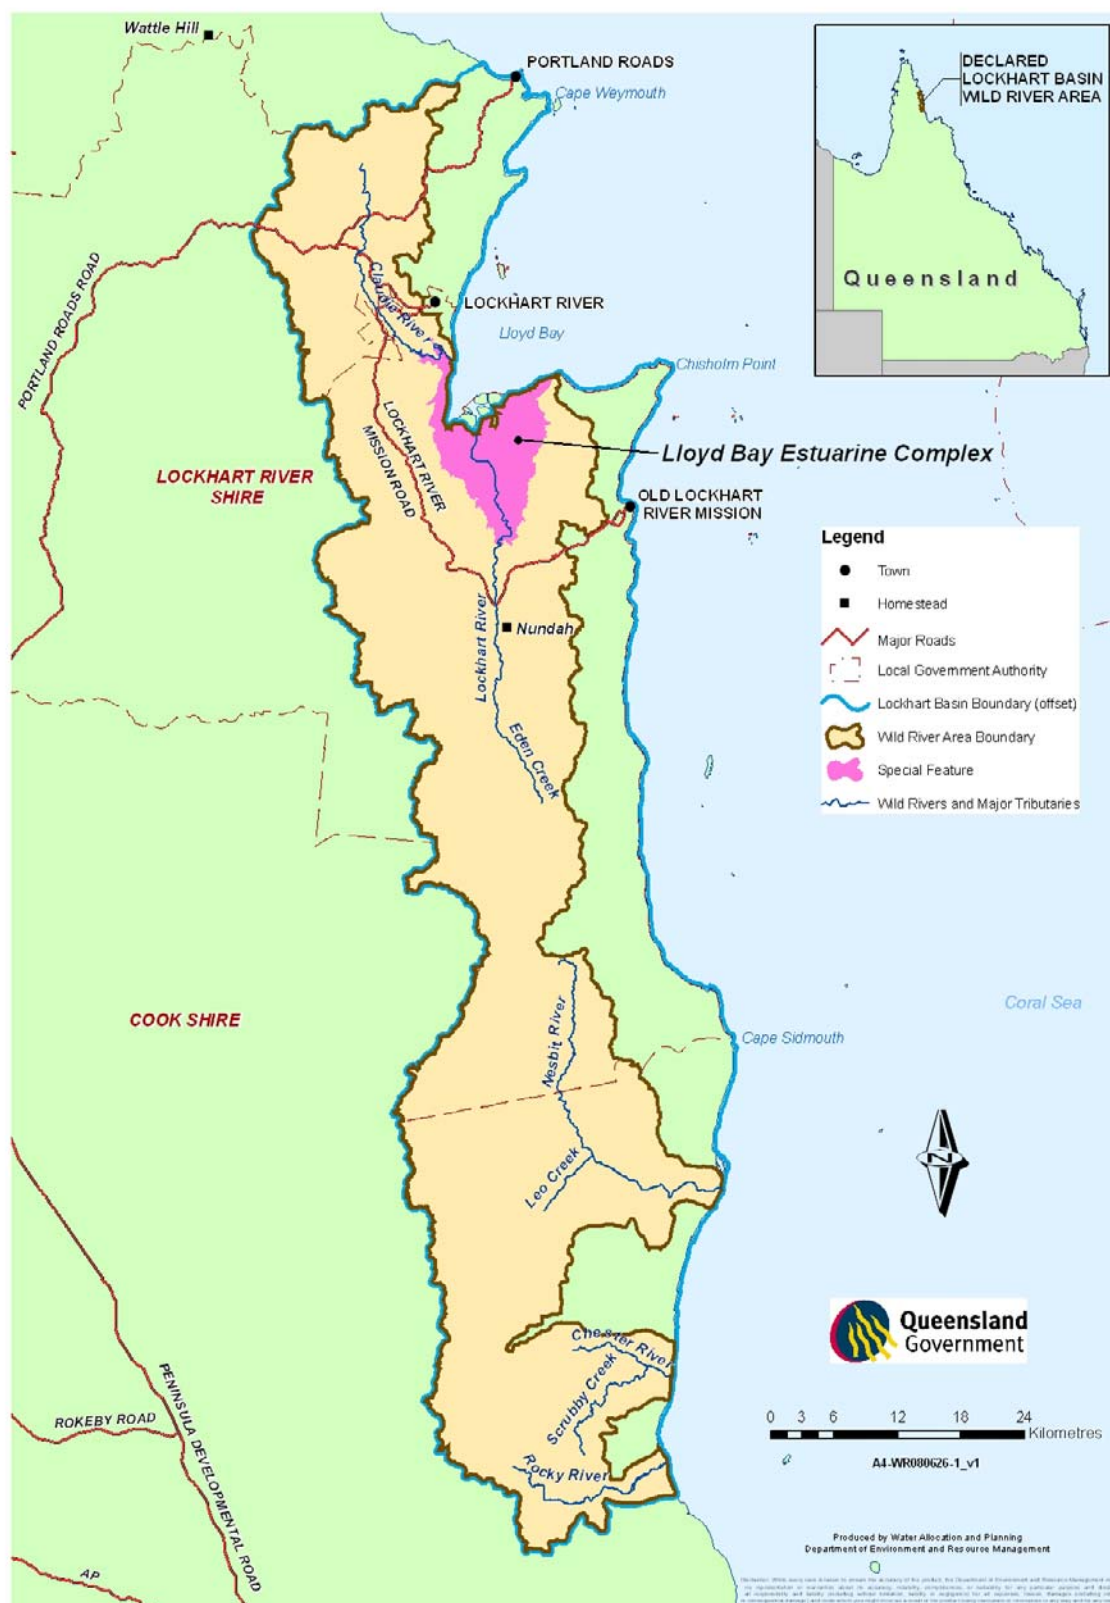 Wattle Hill
PORTLAND ROADS
Cape Weymouth
DECLARED
LOCKHART BASIN
WILD RIVER AREA
Queensland
PORTLAND ROADS ROAD
Claudie River
LOCKHART RIVER
Lloyd Bay
Chisholm Point
LOCKHART RIVER
MISSION ROAD
Lloyd Bay Estuarine Complex
LOCKHART RIVER
SHIRE
OLD LOCKHART
RIVER MISSION
Legend
Town
Homestead
Major Roads
Local Government Authority
Lockhart Basin Boundary (offset)
Wild River Area Boundary
Special Feature
Wild Rivers and Major Tributaries
Nundah
Lockhart River
Eden Creek
Coral Sea
COOK SHIRE
Nesbit River
Cape Sidmouth
N
Leo Creek
Queensland
Government
Chester River
Scrubby Creek
Rocky River
ROKEBY ROAD
PENINSULA DEVELOPMENTAL ROAD
AP
0 3 6 12 18 24
Kilometres
A4-WR080626-1_v1
Produced by Water Allocation and Planning
Department of Environment and Resource Management